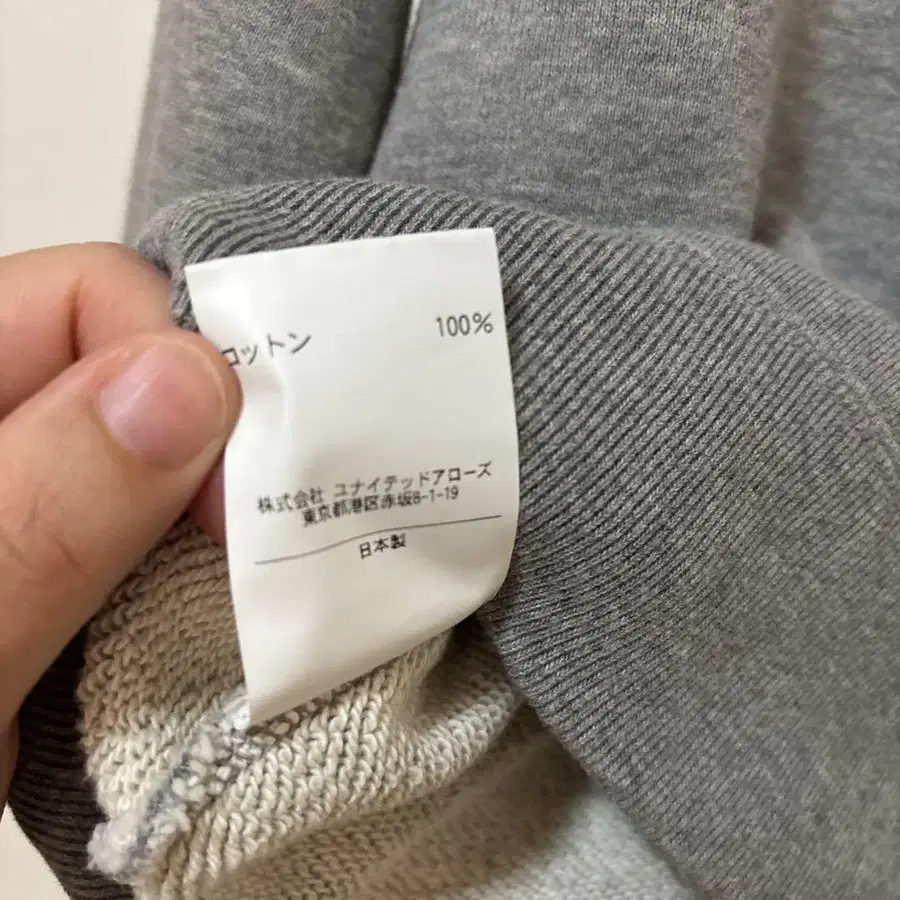 コットン 100%
株式会社 ユナイテッドアローズ
東京都港区赤坂8-1-19
日本製